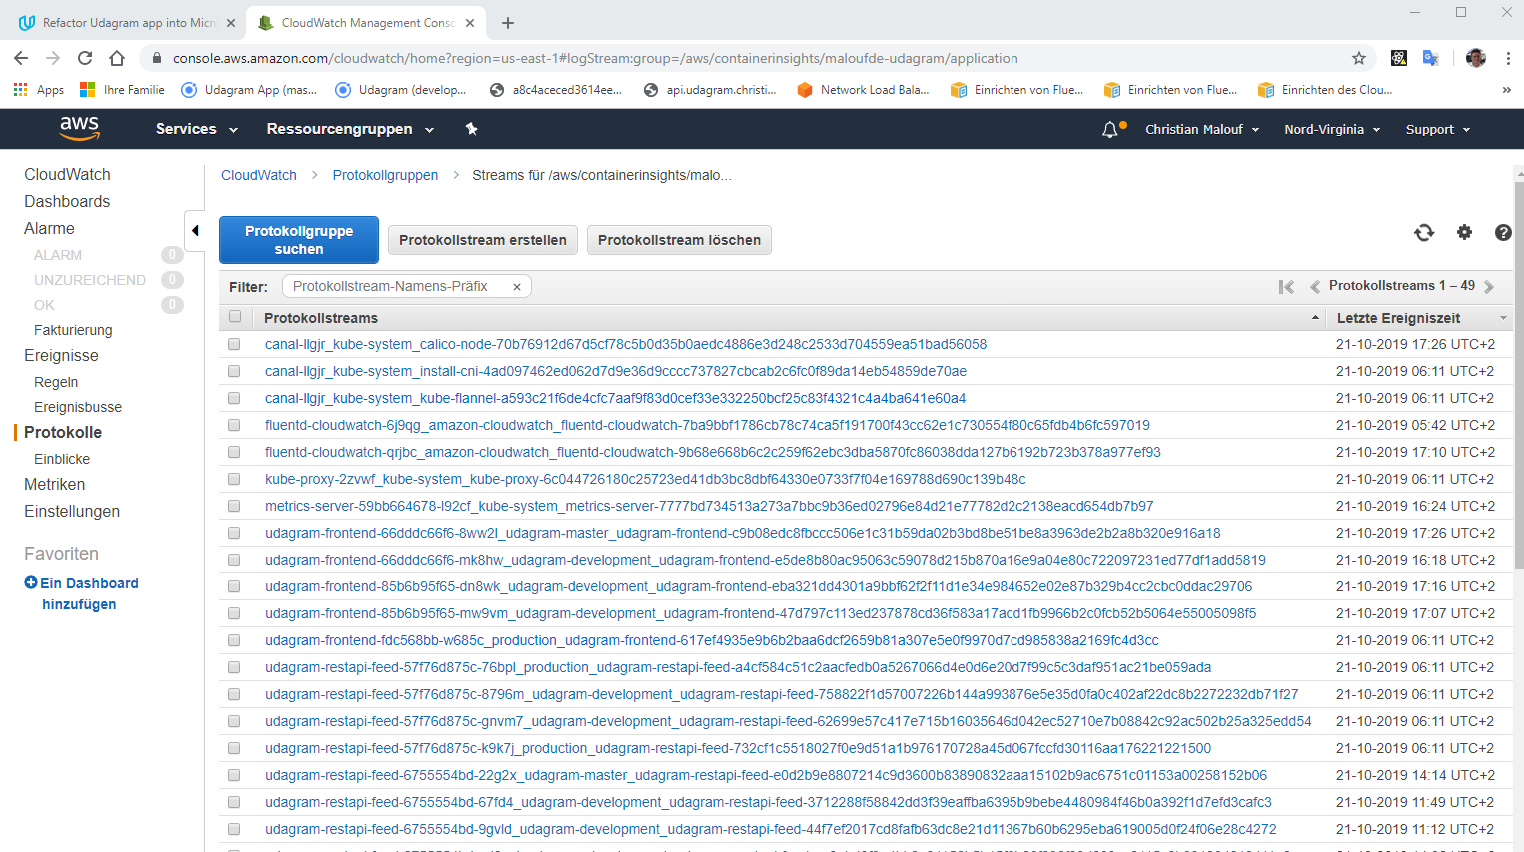 Refactor Udagram app into Micro
CloudWatch Management Conso
console.aws.amazon.com/cloudwatch/home?region=us-east-1#logStream:group=/aws/containerinsights/maloufde-udagram/application
Apps
Ihre Familie
Udagram App (mas...
Udagram (develop...
a8c4aceced3614ee...
api.udagram.christi...
Network Load Bala...
Einrichten von Flue...
Einrichten von Flue...
Einrichten des Clou...
aws
Services
Ressourcengruppen
Christian Malouf
Nord-Virginia
Support
CloudWatch
Dashboards
Alarme
ALARM 0
UNZUREICHEND 0
OK 0
Fakturierung
Ereignisse
Regeln
Ereignisbusse
Protokolle
Einblicke
Metriken
Einstellungen
Favoriten
Ein Dashboard
hinzufügen
CloudWatch
Protokollgruppen
Streams für /aws/containerinsights/malo...
Protokollgruppe
suchen
Protokollstream erstellen
Protokollstream löschen
Filter:
Protokollstream-Namens-Präfix
Protokollstreams 1 – 49
Protokollstreams Letzte Ereigniszeit
canal-llgjr_kube-system_calico-node-70b76912d67d5cf78c5b0d35b0aedc4886e3d248c2533d704559ea51bad56058 21-10-2019 17:26 UTC+2
canal-llgjr_kube-system_install-cni-4ad097462ed062d7d9e36d9cccc737827cbcab2c6fc0f89da14eb54859de70ae 21-10-2019 06:11 UTC+2
canal-llgjr_kube-system_kube-flannel-a593c21f6de4cfc7aaf9f83d0cef33e332250bcf25c83f4321c4a4ba641e60a4 21-10-2019 06:11 UTC+2
fluentd-cloudwatch-6j9qg_amazon-cloudwatch_fluentd-cloudwatch-7ba9bbf1786cb78c74ca5f191700f43cc62e1c730554f80c65fdb4b6fc597019 21-10-2019 05:42 UTC+2
fluentd-cloudwatch-qrjbc_amazon-cloudwatch_fluentd-cloudwatch-9b68e668b6c2c259f62ebc3dba5870fc86038dda127b6192b723b378a977ef93 21-10-2019 17:10 UTC+2
kube-proxy-2zvwf_kube-system_kube-proxy-6c044726180c25723ed41db3bc8dbf64330e0733f7f04e169788d690c139b48c 21-10-2019 06:11 UTC+2
metrics-server-59bb664678-l92cf_kube-system_metrics-server-7777bd734513a273a7bbc9b36ed02796e84d21e77782d2c2138eacd654db7b97 21-10-2019 16:24 UTC+2
udagram-frontend-66dddc66f6-8ww2l_udagram-master_udagram-frontend-c9b08edc8fbccc506e1c31b59da02b3bd8be51be8a3963de2b2a8b320e916a18 21-10-2019 17:26 UTC+2
udagram-frontend-66dddc66f6-mk8hw_udagram-development_udagram-frontend-e5de8b80ac95063c59078d215b870a16e9a04e80c722097231ed77df1add5819 21-10-2019 16:18 UTC+2
udagram-frontend-85b6b95f65-dn8wk_udagram-development_udagram-frontend-eba321dd4301a9bbf62f2f11d1e34e984652e02e87b329b4cc2cbc0ddac29706 21-10-2019 17:16 UTC+2
udagram-frontend-85b6b95f65-mw9vm_udagram-development_udagram-frontend-47d797c113ed237878cd36f583a17acd1fb9966b2c0fcb52b5064e55005098f5 21-10-2019 17:07 UTC+2
udagram-frontend-fdc568bb-w685c_production_udagram-frontend-617ef4935e9b6b2baa6dcf2659b81a307e5e0f9970d7cd985838a2169fc4d3cc 21-10-2019 06:11 UTC+2
udagram-restapi-feed-57f76d875c-76bpl_production_udagram-restapi-feed-a4cf584c51c2aacfedb0a5267066d4e0d6e20d7f99c5c3daf951ac21be059ada 21-10-2019 06:11 UTC+2
udagram-restapi-feed-57f76d875c-8796m_udagram-development_udagram-restapi-feed-758822f1d57007226b144a993876e5e35d0fa0c402af22dc8b2272232db71f27 21-10-2019 06:11 UTC+2
udagram-restapi-feed-57f76d875c-gnvm7_udagram-development_udagram-restapi-feed-62699e57c417e715b16035646d042ec52710e7b08842c92ac502b25a325edd54 21-10-2019 06:11 UTC+2
udagram-restapi-feed-57f76d875c-k9k7j_production_udagram-restapi-feed-732cf1c5518027f0e9d51a1b976170728a45d067fccfd30116aa176221221500 21-10-2019 06:11 UTC+2
udagram-restapi-feed-6755554bd-22g2x_udagram-master_udagram-restapi-feed-e0d2b9e8807214c9d3600b83890832aaa15102b9ac6751c01153a00258152b06 21-10-2019 14:14 UTC+2
udagram-restapi-feed-6755554bd-67fd4_udagram-development_udagram-restapi-feed-3712288f58842dd3f39eaffba6395b9bebe4480984f46b0a392f1d7efd3cafc3 21-10-2019 11:49 UTC+2
udagram-restapi-feed-6755554bd-9gvld_udagram-development_udagram-restapi-feed-44f7ef2017cd8fafb63dc8e21d11367b60b6295eba619005d0f24f06e28c4272 21-10-2019 11:12 UTC+2